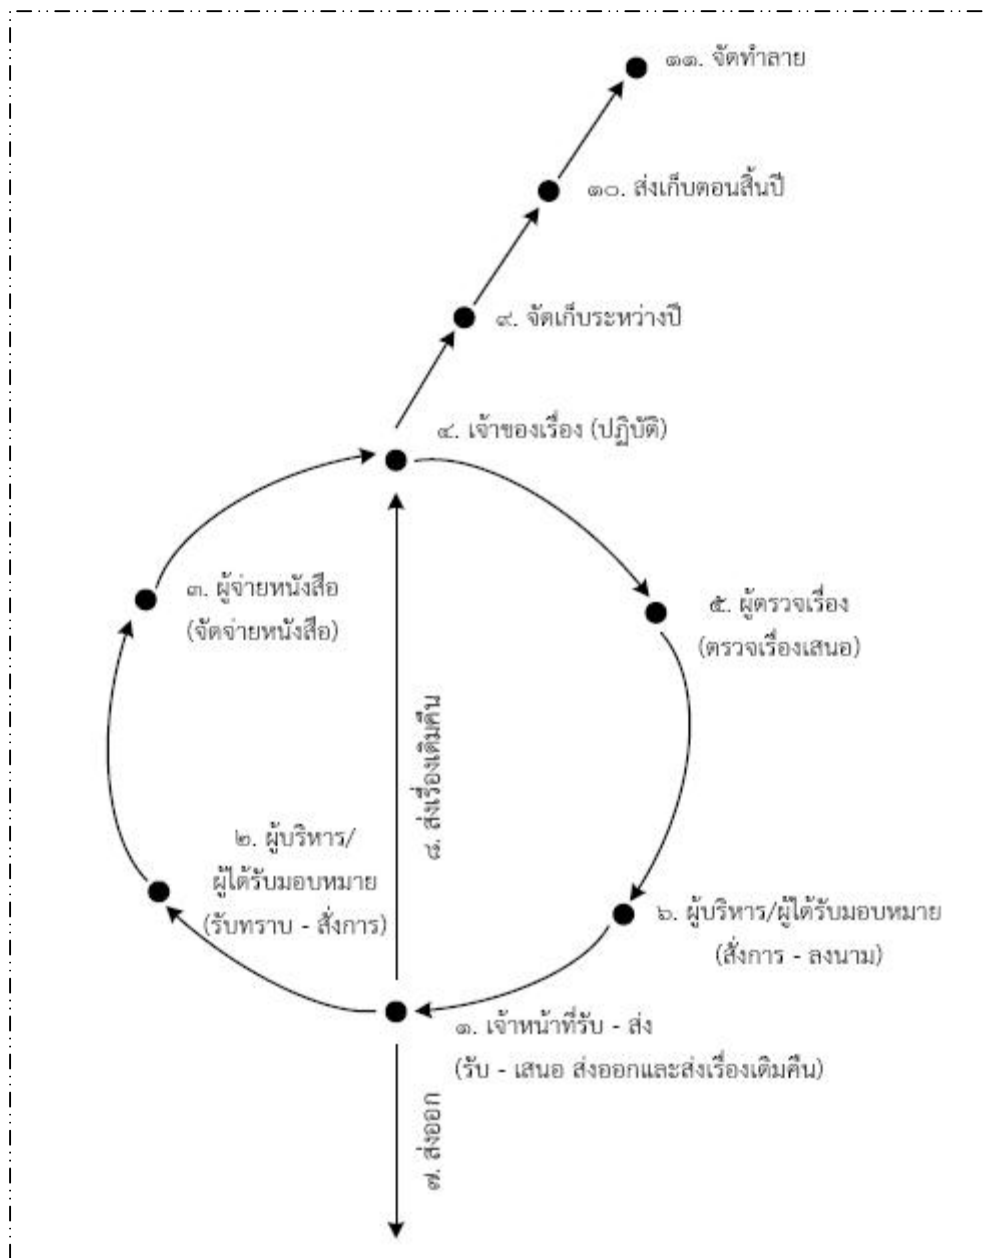 ๑๑. จัดทำลาย
๑๐. ส่งเก็บตอนสิ้นปี
๙. จัดเก็บระหว่างปี
๔. เจ้าของเรื่อง (ปฏิบัติ)
๓. ผู้จ่ายหนังสือ
(จัดจ่ายหนังสือ)
๕. ผู้ตรวจเรื่อง
(ตรวจเรื่องเสนอ)
๘. ส่งเรื่องเดิมคืน
๒. ผู้บริหาร/
ผู้ได้รับมอบหมาย
(รับทราบ - สั่งการ)
๖. ผู้บริหาร/ผู้ได้รับมอบหมาย
(สั่งการ - ลงนาม)
๑. เจ้าหน้าที่รับ - ส่ง
(รับ - เสนอ ส่งออกและส่งเรื่องเดิมคืน)
๗. ส่งออก